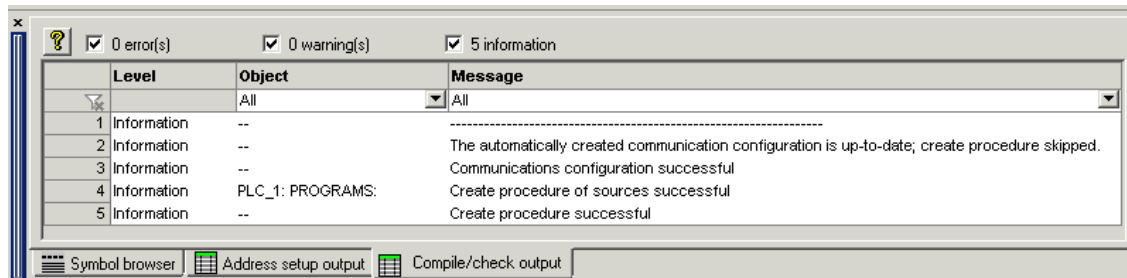 0 error(s) 0 warning(s) 5 information
Level Object Message
All All
1 Information -- ------------------------------------------------------------------
2 Information -- The automatically created communication configuration is up-to-date; create procedure skipped.
3 Information -- Communications configuration successful
4 Information PLC_1: PROGRAMS: Create procedure of sources successful
5 Information -- Create procedure successful
Symbol browser Address setup output Compile/check output